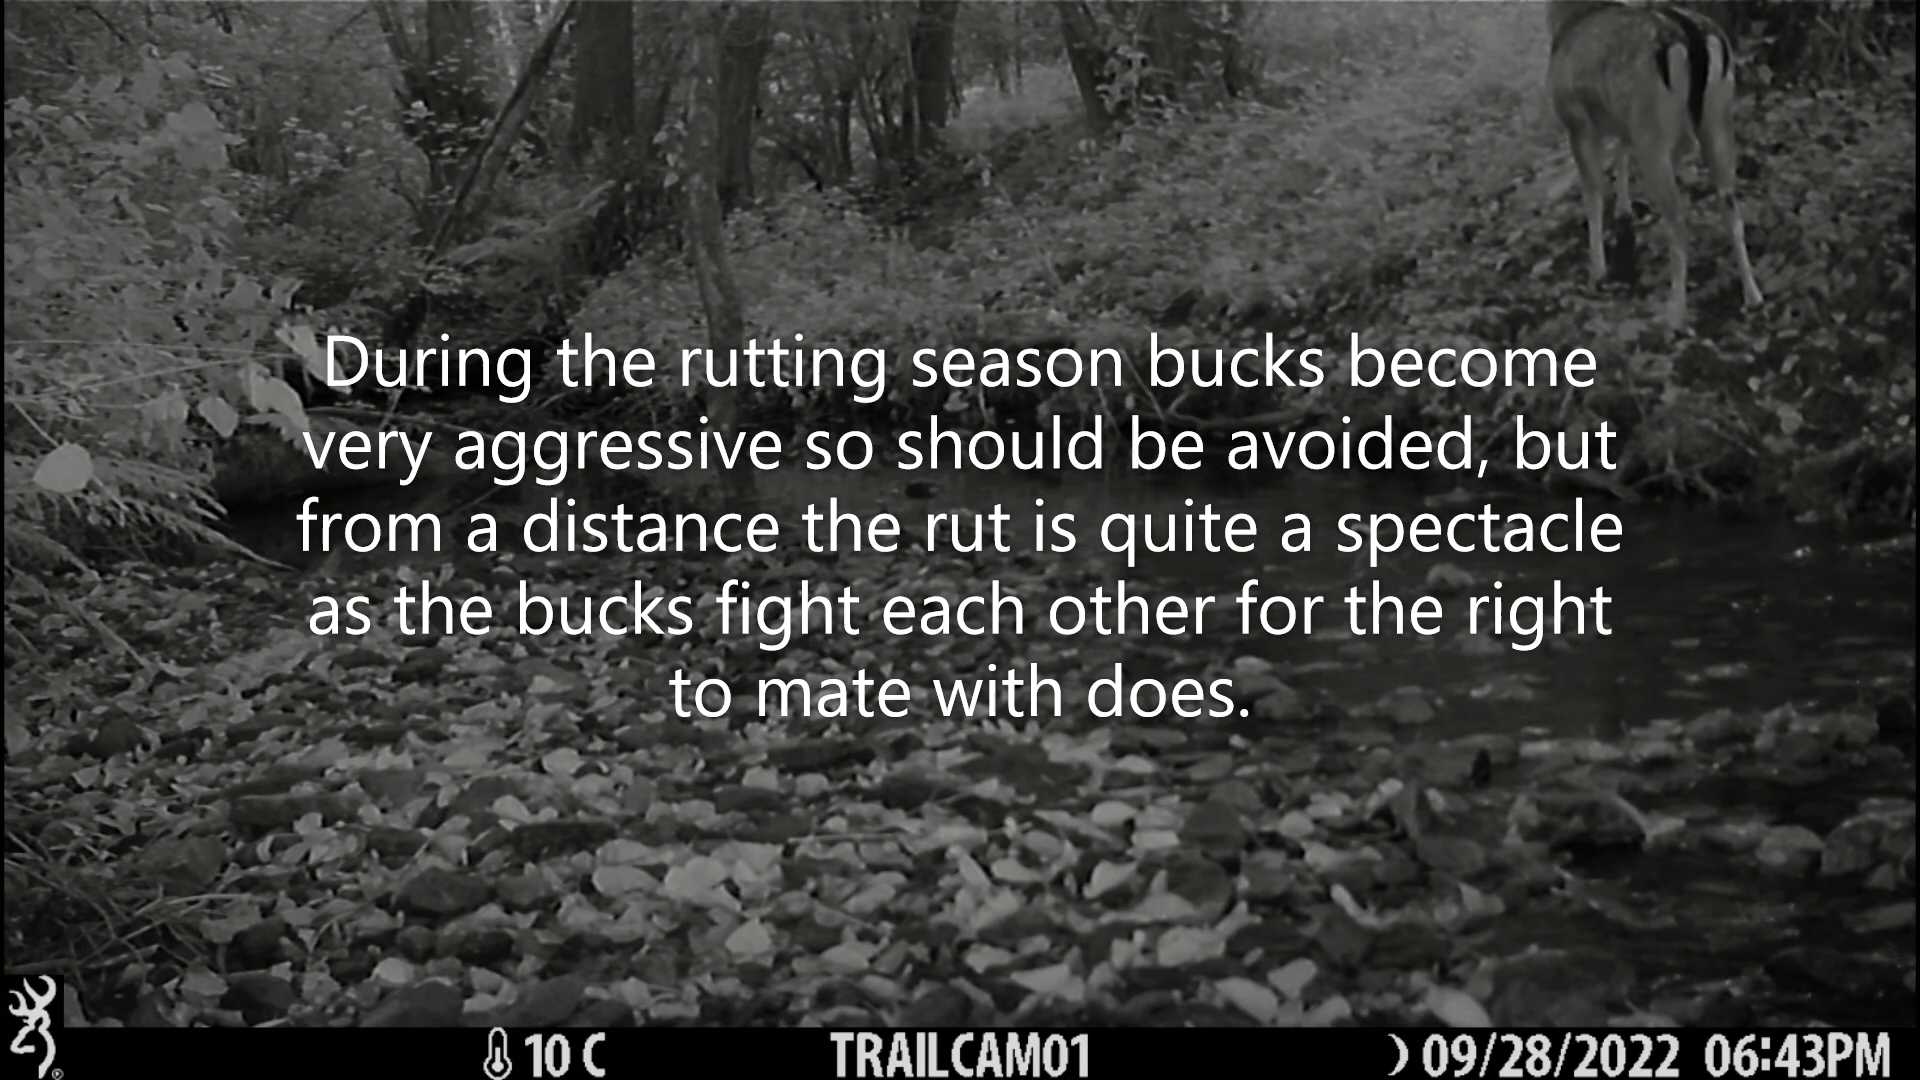 During the rutting season bucks become
very aggressive so should be avoided, but
from a distance the rut is quite a spectacle
as the bucks fight each other for the right
to mate with does.
10 C TRAILCAM01 09/28/2022 06:43PM